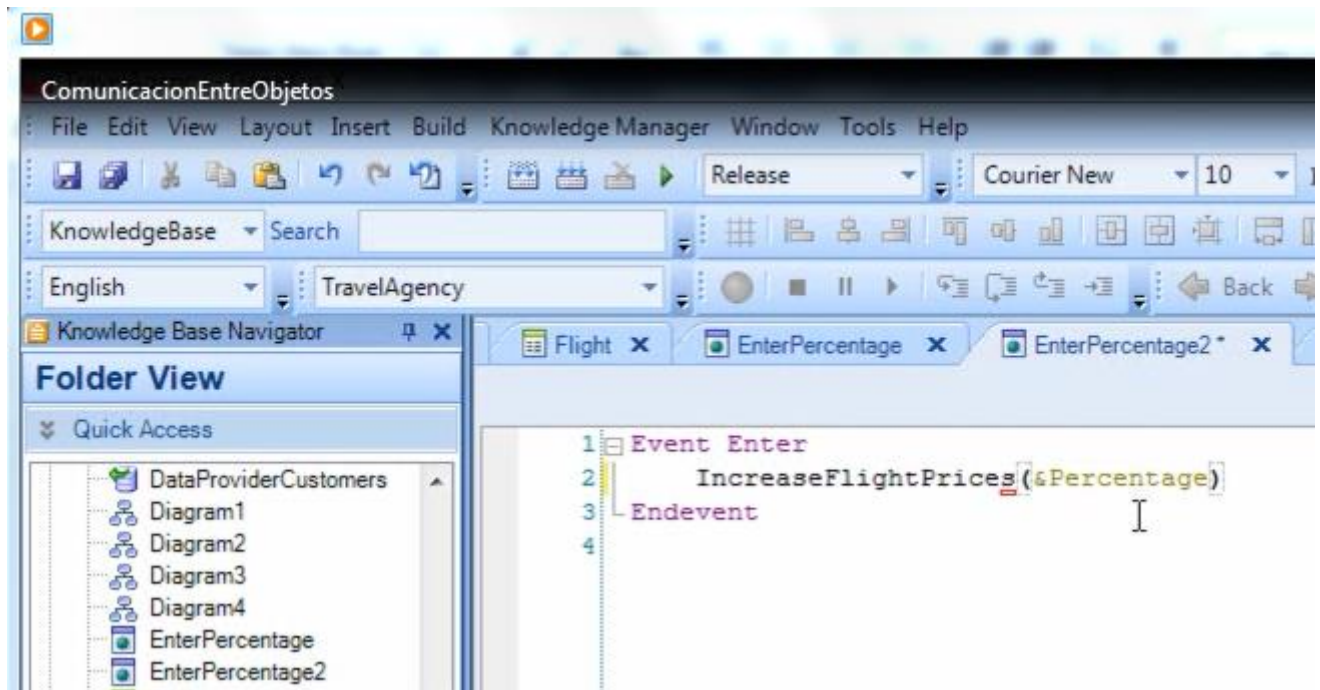 ComunicacionEntreObjetos
File Edit View Layout Insert Build Knowledge Manager Window Tools Help
Release Courier New 10
KnowledgeBase Search
English TravelAgency Back
Knowledge Base Navigator
Flight EnterPercentage EnterPercentage2 *
Folder View
Quick Access
1 Event Enter
2 IncreaseFlightPrices(&Percentage)
3 Endevent
4
DataProviderCustomers
Diagram1
Diagram2
Diagram3
Diagram4
EnterPercentage
EnterPercentage2